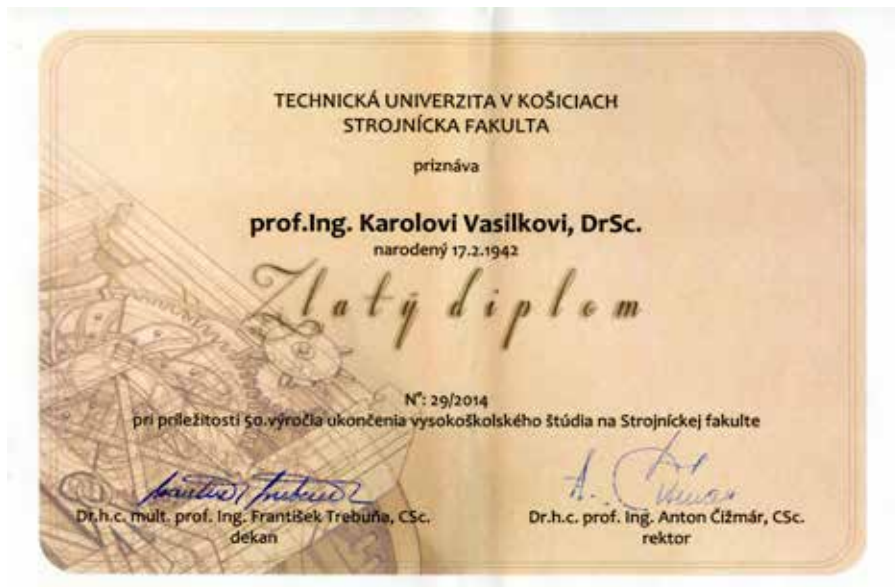 TECHNICKÁ UNIVERZITA V KOŠICIACH
STROJNÍCKA FAKULTA
priznáva
prof.Ing. Karolovi Vasilkovi, DrSc.
narodený 17.2.1942
Zlatý diplom
N°: 29/2014
pri príležitosti 50.výročia ukončenia vysokoškolského štúdia na Strojníckej fakulte
Dr.h.c. mult. prof. Ing. František Trebuňa, CSc.
dekan
Dr.h.c. prof. Ing. Anton Čižmár, CSc.
rektor